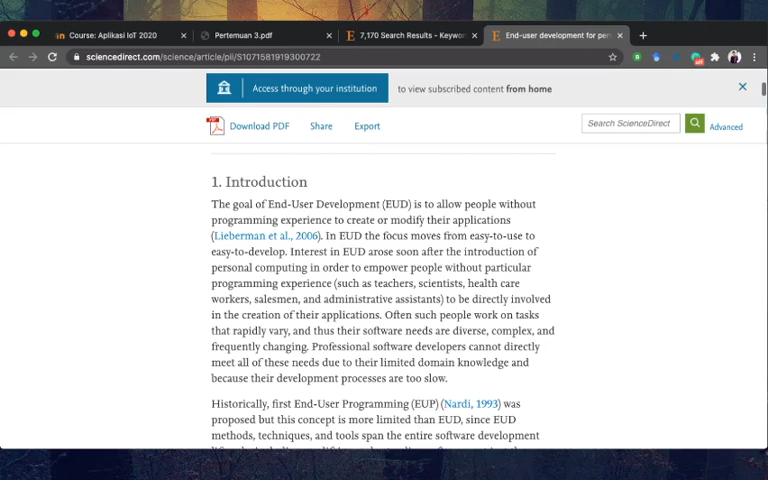 Course: Aplikasi IoT 2020
Pertemuan 3.pdf
7,170 Search Results - Keywor
End-user development for per
sciencedirect.com/science/article/pii/S1071581919300722
Access through your institution
to view subscribed content from home
Download PDF
Share
Export
Search ScienceDirect
Advanced
1. Introduction
The goal of End-User Development (EUD) is to allow people without
programming experience to create or modify their applications
(Lieberman et al., 2006). In EUD the focus moves from easy-to-use to
easy-to-develop. Interest in EUD arose soon after the introduction of
personal computing in order to empower people without particular
programming experience (such as teachers, scientists, health care
workers, salesmen, and administrative assistants) to be directly involved
in the creation of their applications. Often such people work on tasks
that rapidly vary, and thus their software needs are diverse, complex, and
frequently changing. Professional software developers cannot directly
meet all of these needs due to their limited domain knowledge and
because their development processes are too slow.
Historically, first End-User Programming (EUP) (Nardi, 1993) was
proposed but this concept is more limited than EUD, since EUD
methods, techniques, and tools span the entire software development